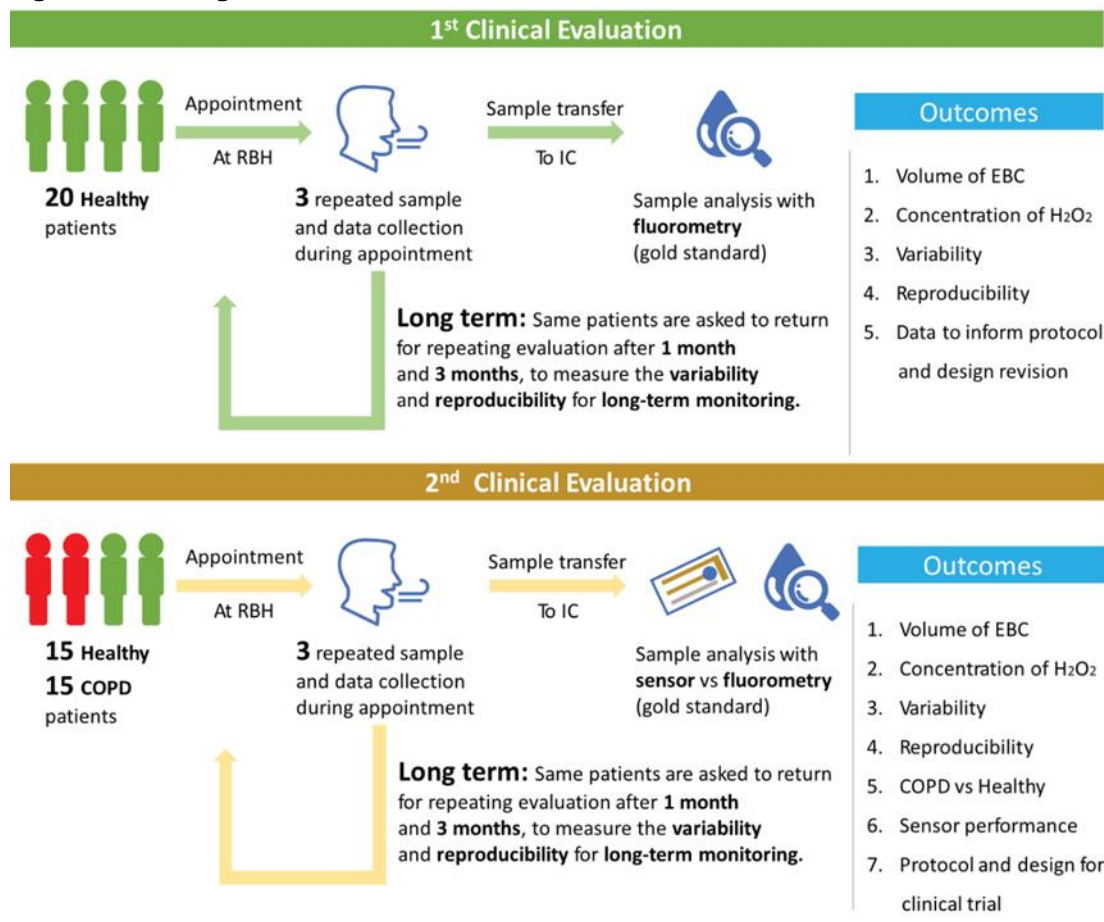 1st Clinical Evaluation
Appointment
At RBH
Sample transfer
To IC
20 Healthy
patients
3 repeated sample
and data collection
during appointment
Sample analysis with
fluorometry
(gold standard)
Long term: Same patients are asked to return
for repeating evaluation after 1 month
and 3 months, to measure the variability
and reproducibility for long-term monitoring.
Outcomes
1. Volume of EBC
2. Concentration of H2O2
3. Variability
4. Reproducibility
5. Data to inform protocol
and design revision
2nd Clinical Evaluation
Appointment
At RBH
Sample transfer
To IC
15 Healthy
15 COPD
patients
3 repeated sample
and data collection
during appointment
Sample analysis with
sensor vs fluorometry
(gold standard)
Long term: Same patients are asked to return
for repeating evaluation after 1 month
and 3 months, to measure the variability
and reproducibility for long-term monitoring.
Outcomes
1. Volume of EBC
2. Concentration of H2O2
3. Variability
4. Reproducibility
5. COPD vs Healthy
6. Sensor performance
7. Protocol and design for
clinical trial